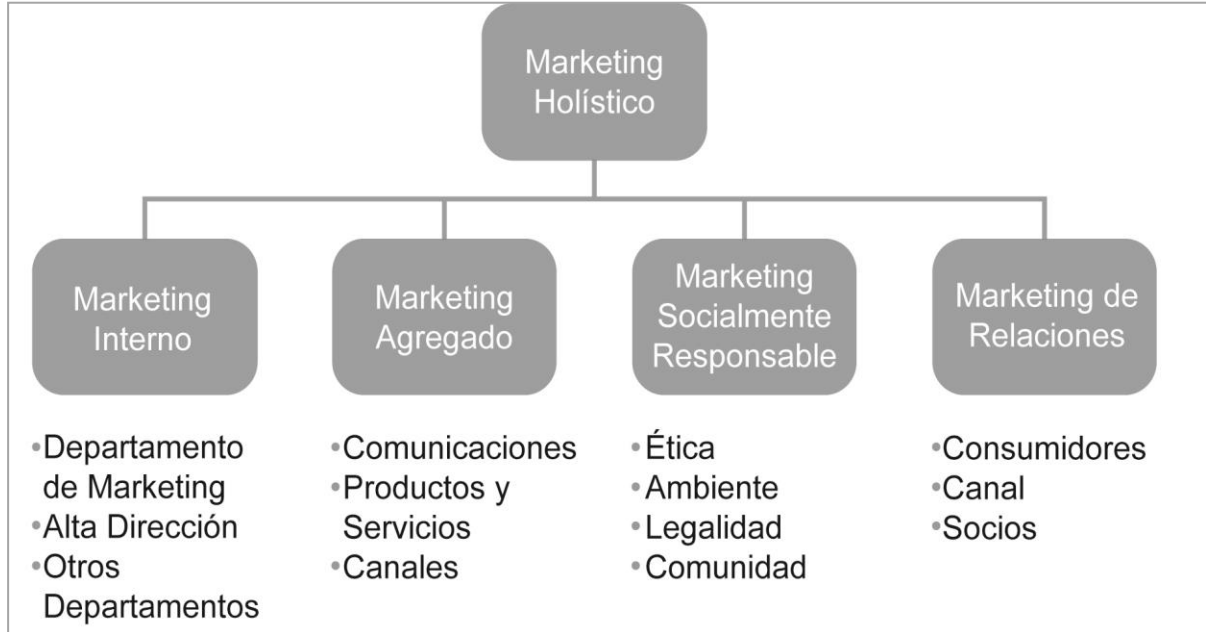 Marketing
Holístico
Marketing
Interno
Marketing
Agregado
Marketing
Socialmente
Responsable
Marketing de
Relaciones
•Departamento
de Marketing
•Alta Dirección
•Otros
Departamentos
•Comunicaciones
•Productos y
Servicios
•Canales
•Ética
•Ambiente
•Legalidad
•Comunidad
•Consumidores
•Canal
•Socios